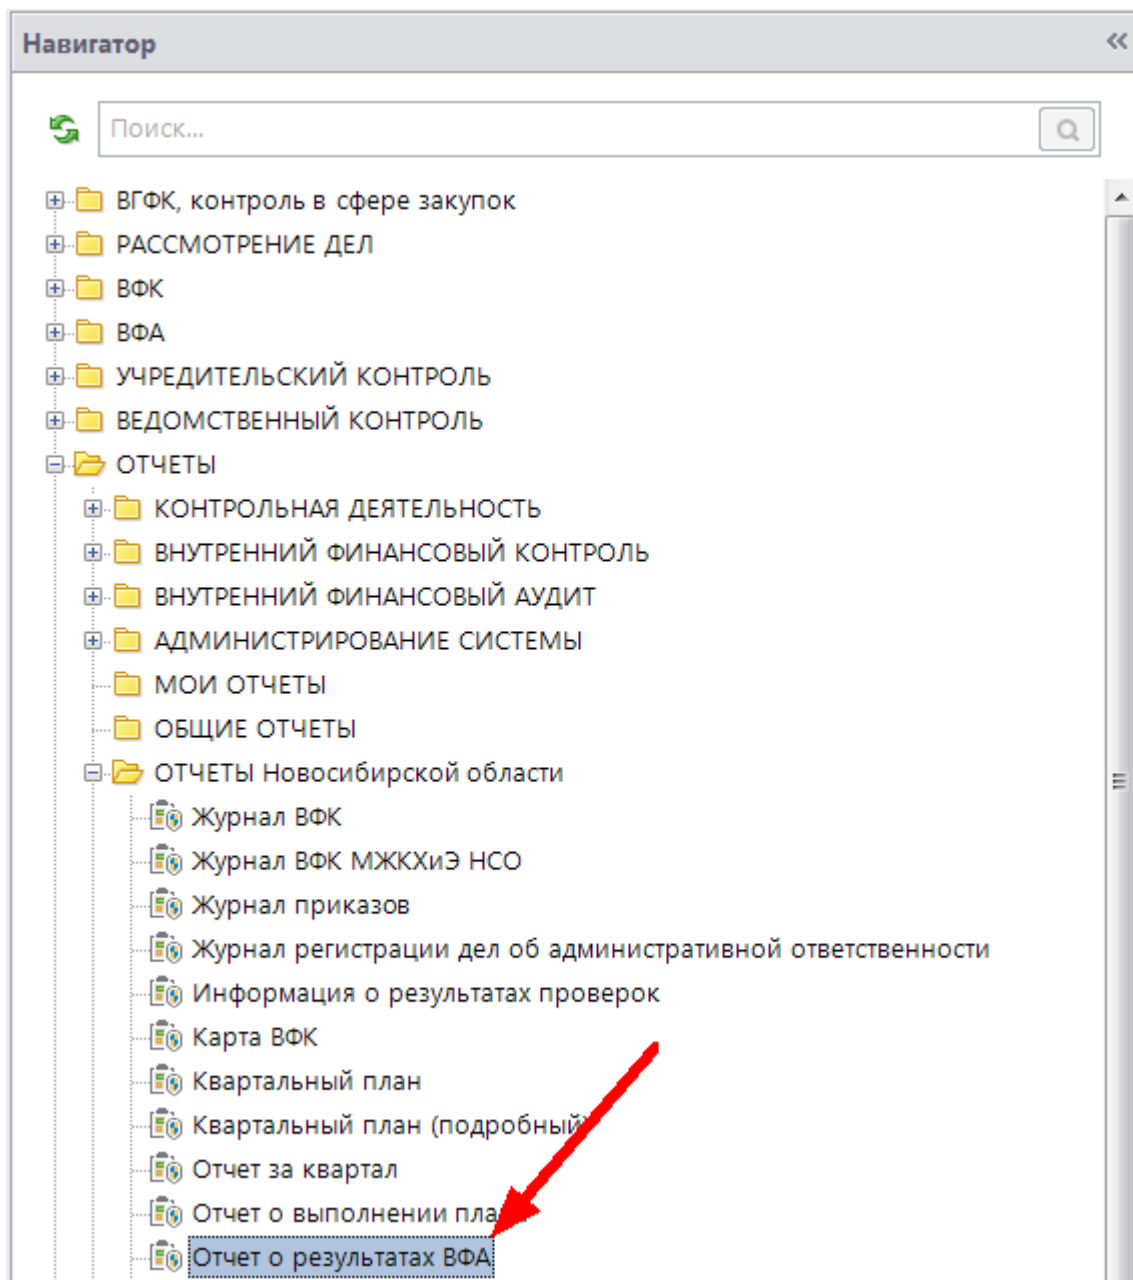 Навигатор
Поиск...
ВГФК, контроль в сфере закупок
РАССМОТРЕНИЕ ДЕЛ
ВФК
ВФА
УЧРЕДИТЕЛЬСКИЙ КОНТРОЛЬ
ВЕДОМСТВЕННЫЙ КОНТРОЛЬ
ОТЧЕТЫ
КОНТРОЛЬНАЯ ДЕЯТЕЛЬНОСТЬ
ВНУТРЕННИЙ ФИНАНСОВЫЙ КОНТРОЛЬ
ВНУТРЕННИЙ ФИНАНСОВЫЙ АУДИТ
АДМИНИСТРИРОВАНИЕ СИСТЕМЫ
МОИ ОТЧЕТЫ
ОБЩИЕ ОТЧЕТЫ
ОТЧЕТЫ Новосибирской области
Журнал ВФК
Журнал ВФК МЖКХиЭ НСО
Журнал приказов
Журнал регистрации дел об административной ответственности
Информация о результатах проверок
Карта ВФК
Квартальный план
Квартальный план (подробный)
Отчет за квартал
Отчет о выполнении
Отчет о результатах ВФА